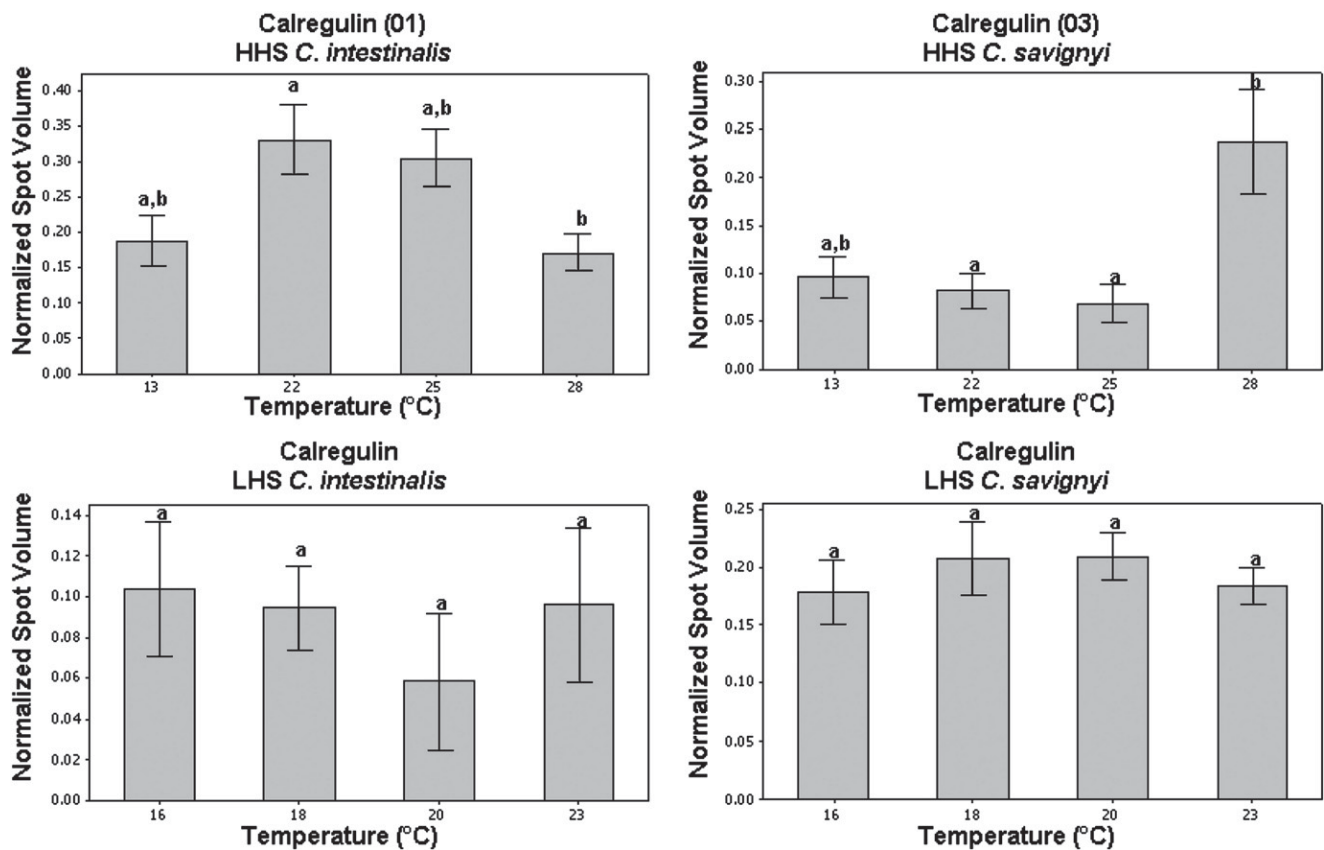 Calregulin (01)
HHS C. intestinalis
Normalized Spot Volume
0.40
0.35
0.30
0.25
0.20
0.15
0.10
0.05
0.00
a,b
a
a,b
b
13
22
25
28
Temperature (°C)
Calregulin (03)
HHS C. savignyi
Normalized Spot Volume
0.30
0.25
0.20
0.15
0.10
0.05
0.00
a,b
a
a
b
13
22
25
28
Temperature (°C)
Calregulin
LHS C. intestinalis
Normalized Spot Volume
0.14
0.12
0.10
0.08
0.06
0.04
0.02
0.00
a
a
a
a
16
18
20
23
Temperature (°C)
Calregulin
LHS C. savignyi
Normalized Spot Volume
0.25
0.20
0.15
0.10
0.05
0.00
a
a
a
a
16
18
20
23
Temperature (°C)